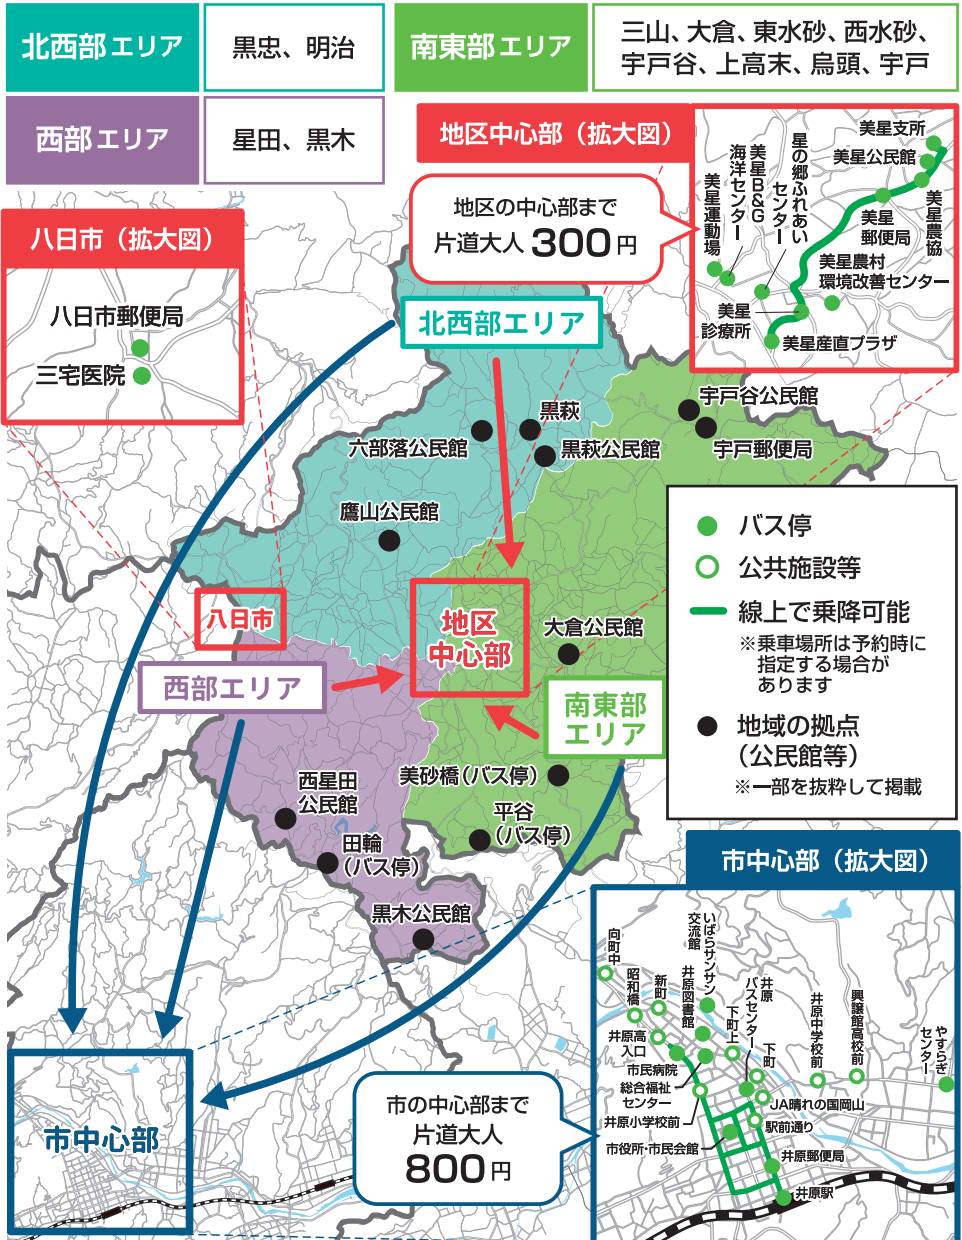 北西部エリア
黒忠、明治
南東部エリア
三山、大倉、東水砂、西水砂、
宇戸谷、上高末、烏頭、宇戸
西部エリア
星田、黒木
地区中心部（拡大図）
美星支所
美星公民館
美星農協
美星
郵便局
星の郷ふれあい
センター
美星B&G
海洋センター
美星運動場
美星農村
環境改善センター
美星
診療所
美星産直プラザ
地区の中心部まで
片道大人 300 円
八日市（拡大図）
八日市郵便局
三宅医院
北西部エリア
宇戸谷公民館
宇戸郵便局
黒萩
黒萩公民館
六部落公民館
鷹山公民館
八日市
地区
中心部
大倉公民館
西部エリア
南東部
エリア
美砂橋（バス停）
平谷
（バス停）
西星田
公民館
田輪
（バス停）
黒木公民館
バス停
公共施設等
線上で乗降可能
※乗車場所は予約時に
指定する場合が
あります
地域の拠点
（公民館等）
※一部を抜粋して掲載
市中心部（拡大図）
向町中
昭和橋
新町
井原図書館
いばらサンサン
交流館
下町上
井原
バスセンター
下町
井原中学校前
興譲館高校前
やすらぎ
センター
井原高
入口
市民病院
総合福祉
センター
井原小学校前
市役所・市民会館
JA晴れの国岡山
駅前通り
井原郵便局
井原駅
市の中心部まで
片道大人
800 円
市中心部